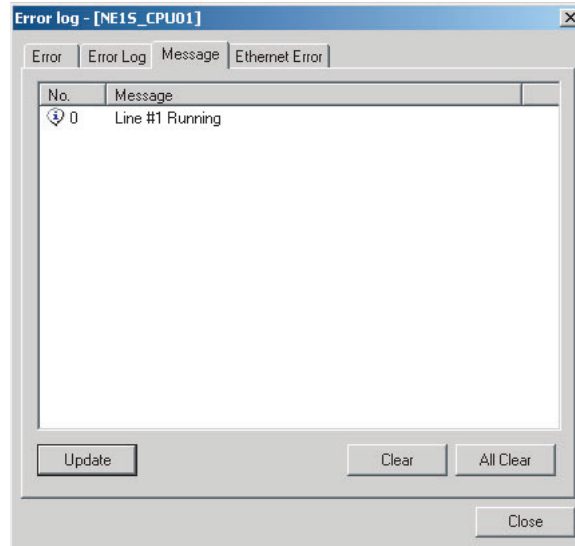 Error log - [NE1S_CPU01]
Error Error Log Message Ethernet Error
No. Message
0 Line #1 Running
Update Clear All Clear
Close